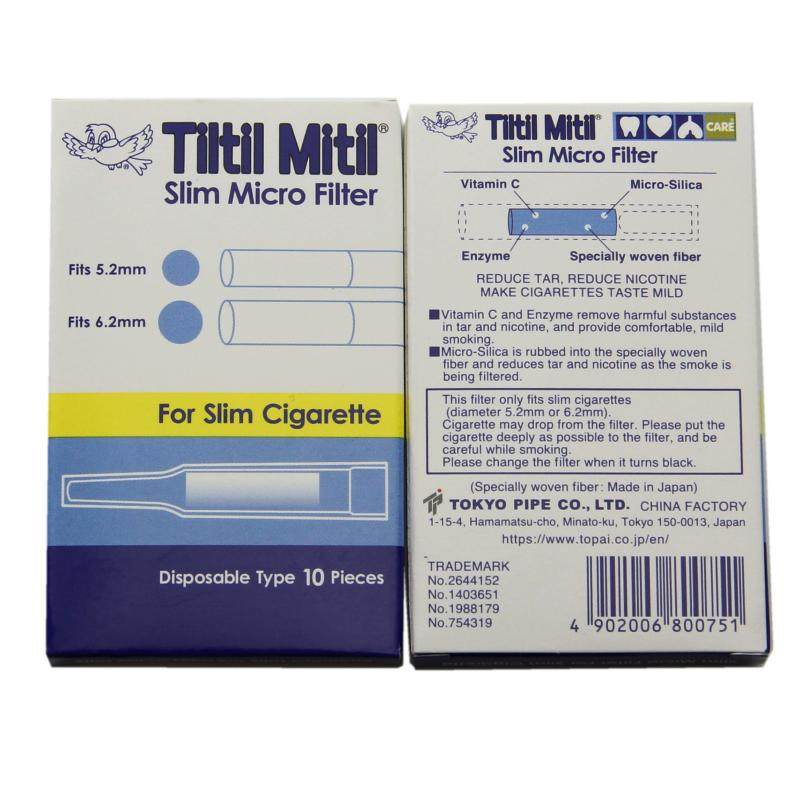 Tiltil Mitil®
Slim Micro Filter
Fits 5.2mm
Fits 6.2mm
For Slim Cigarette
Disposable Type 10 Pieces
Tiltil Mitil®
CARE
Slim Micro Filter
Vitamin C
Micro-Silica
Enzyme
Specially woven fiber
REDUCE TAR, REDUCE NICOTINE
MAKE CIGARETTES TASTE MILD
■Vitamin C and Enzyme remove harmful substances
in tar and nicotine, and provide comfortable, mild
smoking.
■Micro-Silica is rubbed into the specially woven
fiber and reduces tar and nicotine as the smoke is
being filtered.
This filter only fits slim cigarettes
(diameter 5.2mm or 6.2mm).
Cigarette may drop from the filter. Please put the
cigarette deeply as possible to the filter, and be
careful while smoking.
Please change the filter when it turns black.
(Specially woven fiber: Made in Japan)
TOKYO PIPE CO., LTD. CHINA FACTORY
1-15-4, Hamamatsu-cho, Minato-ku, Tokyo 150-0013, Japan
https://www.topai.co.jp/en/
TRADEMARK
No.2644152
No.1403651
No.1988179
No.754319
4 902006 800751